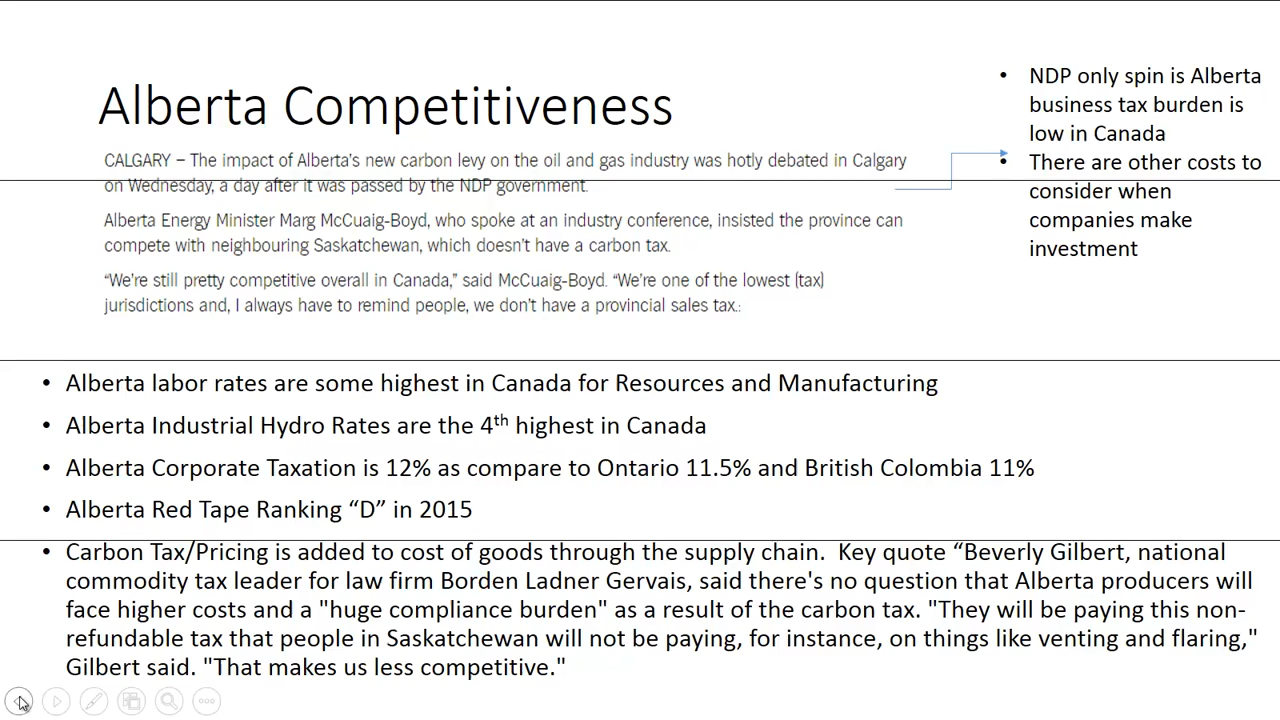 Alberta Competitiveness
CALGARY – The impact of Alberta's new carbon levy on the oil and gas industry was hotly debated in Calgary
on Wednesday, a day after it was passed by the NDP government.
Alberta Energy Minister Marg McCuaig-Boyd, who spoke at an industry conference, insisted the province can
compete with neighbouring Saskatchewan, which doesn't have a carbon tax.
“We're still pretty competitive overall in Canada,” said McCuaig-Boyd. “We're one of the lowest (tax)
jurisdictions and, I always have to remind people, we don't have a provincial sales tax.:
• NDP only spin is Alberta
business tax burden is
low in Canada
• There are other costs to
consider when
companies make
investment
• Alberta labor rates are some highest in Canada for Resources and Manufacturing
• Alberta Industrial Hydro Rates are the 4th highest in Canada
• Alberta Corporate Taxation is 12% as compare to Ontario 11.5% and British Colombia 11%
• Alberta Red Tape Ranking “D” in 2015
• Carbon Tax/Pricing is added to cost of goods through the supply chain.  Key quote “Beverly Gilbert, national
commodity tax leader for law firm Borden Ladner Gervais, said there's no question that Alberta producers will
face higher costs and a "huge compliance burden" as a result of the carbon tax. "They will be paying this non-
refundable tax that people in Saskatchewan will not be paying, for instance, on things like venting and flaring,"
Gilbert said. "That makes us less competitive."